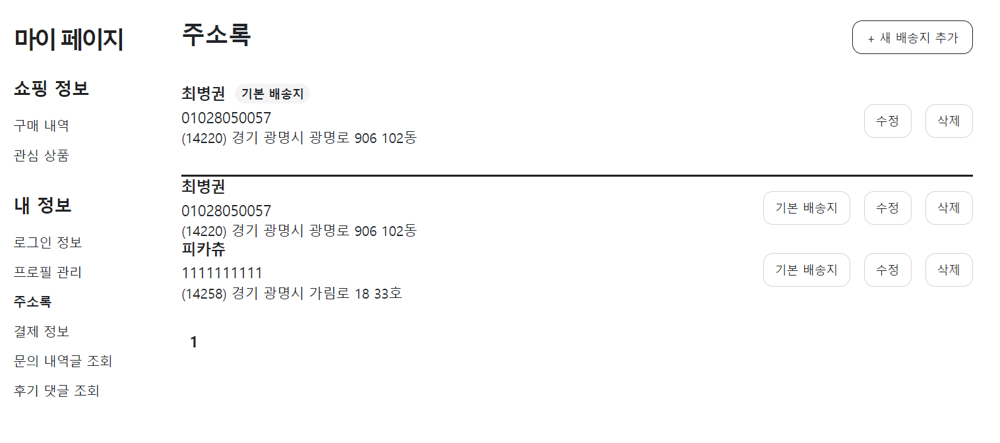 마이 페이지
쇼핑 정보
구매 내역
관심 상품
내 정보
로그인 정보
프로필 관리
주소록
결제 정보
문의 내역글 조회
후기 댓글 조회
주소록
+ 새 배송지 추가
최병권 기본 배송지
01028050057
(14220) 경기 광명시 광명로 906 102동
수정 삭제
최병권
01028050057
(14220) 경기 광명시 광명로 906 102동
기본 배송지 수정 삭제
피카츄
1111111111
(14258) 경기 광명시 가림로 18 33호
기본 배송지 수정 삭제
1